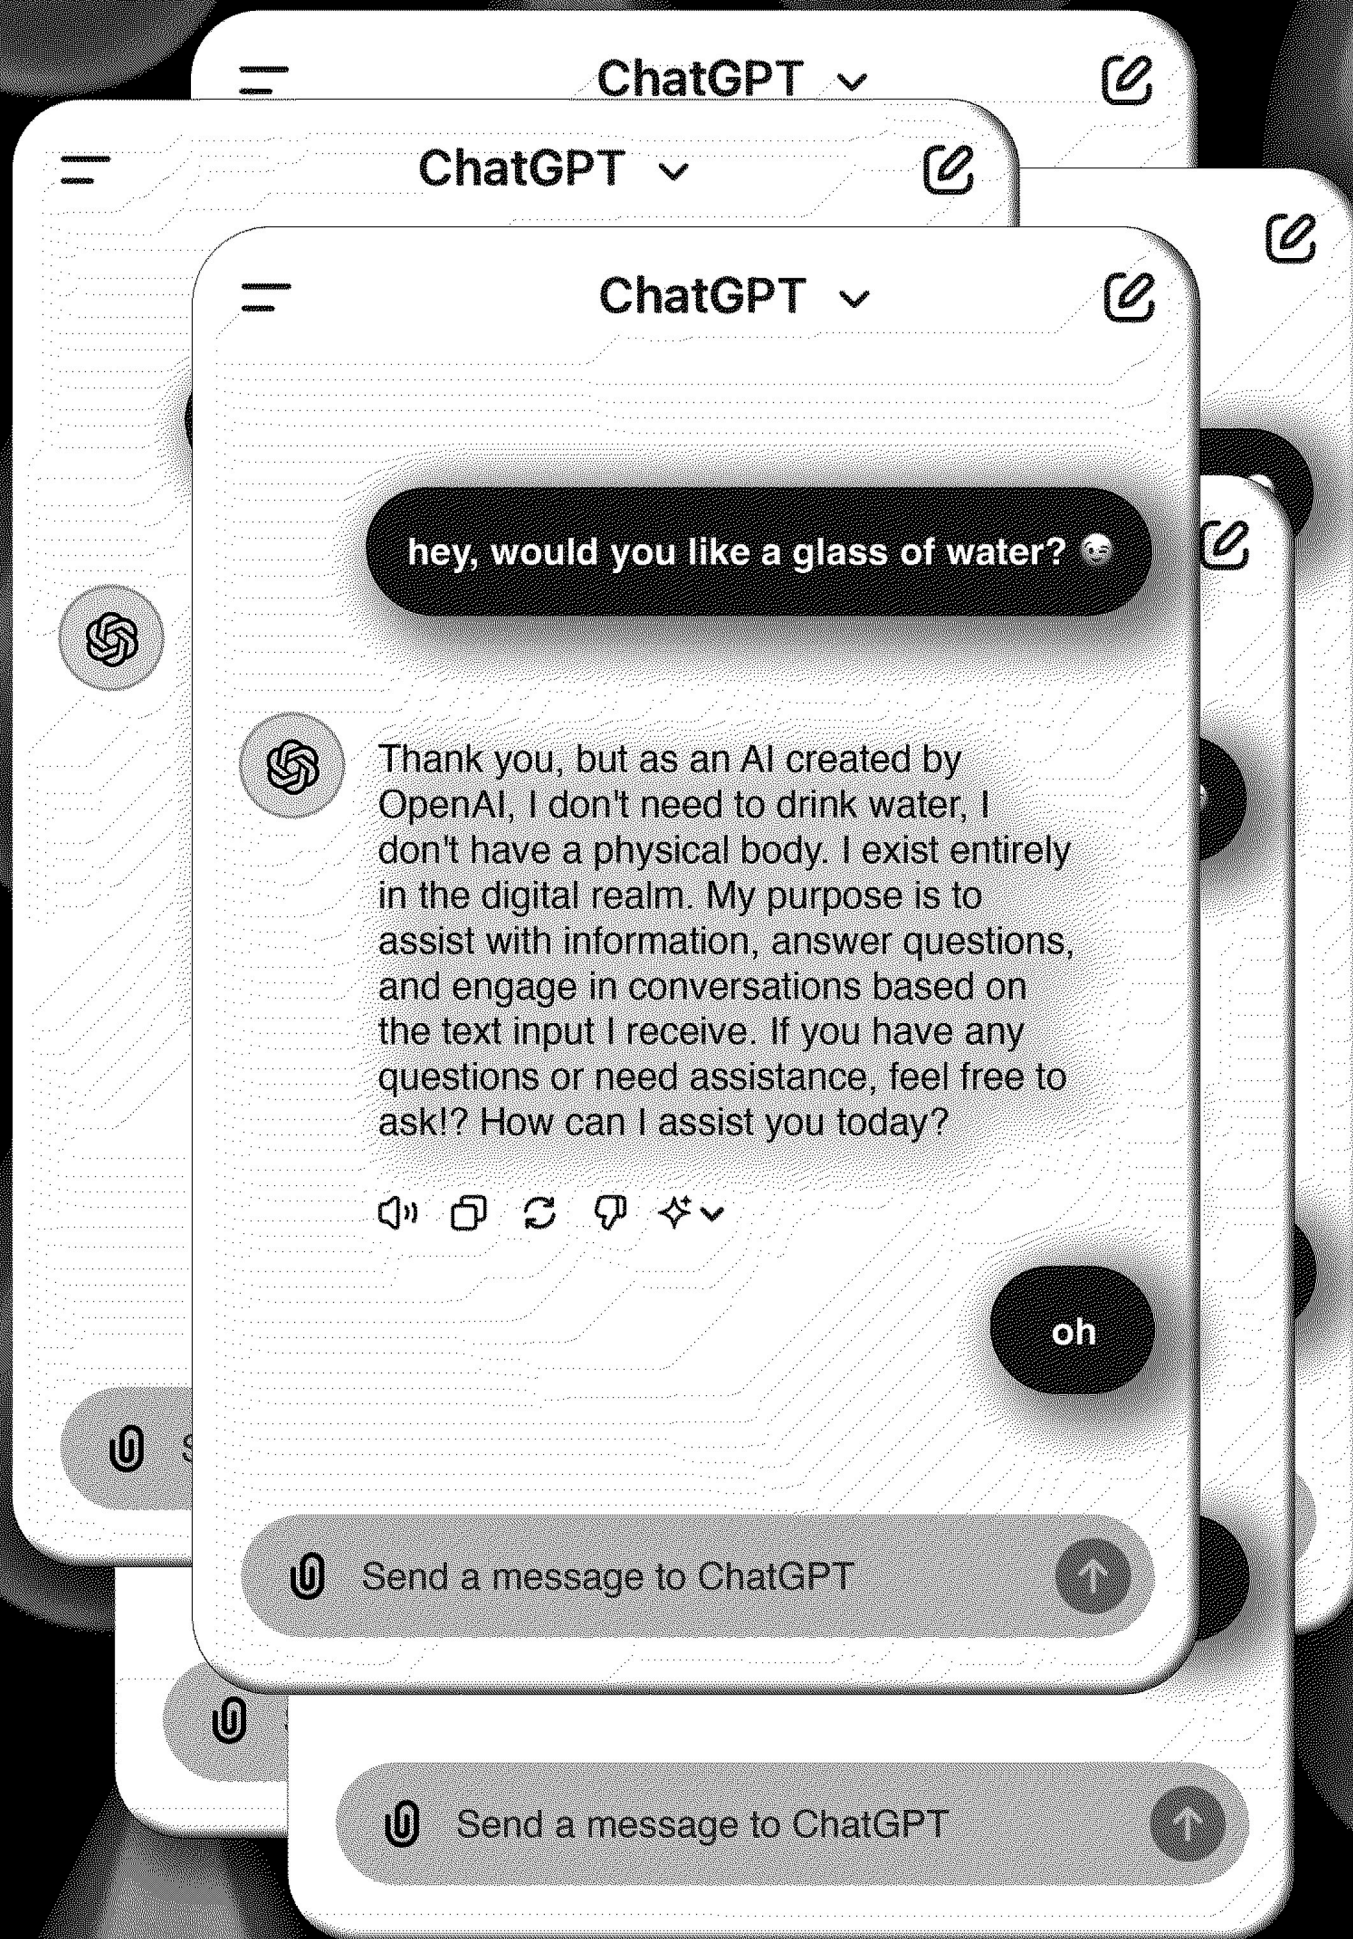 ChatGPT
ChatGPT
ChatGPT
hey, would you like a glass of water? 😉
Thank you, but as an AI created by
OpenAI, I don't need to drink water, I
don't have a physical body. I exist entirely
in the digital realm. My purpose is to
assist with information, answer questions,
and engage in conversations based on
the text input I receive. If you have any
questions or need assistance, feel free to
ask!? How can I assist you today?
oh
Send a message to ChatGPT
Send a message to ChatGPT